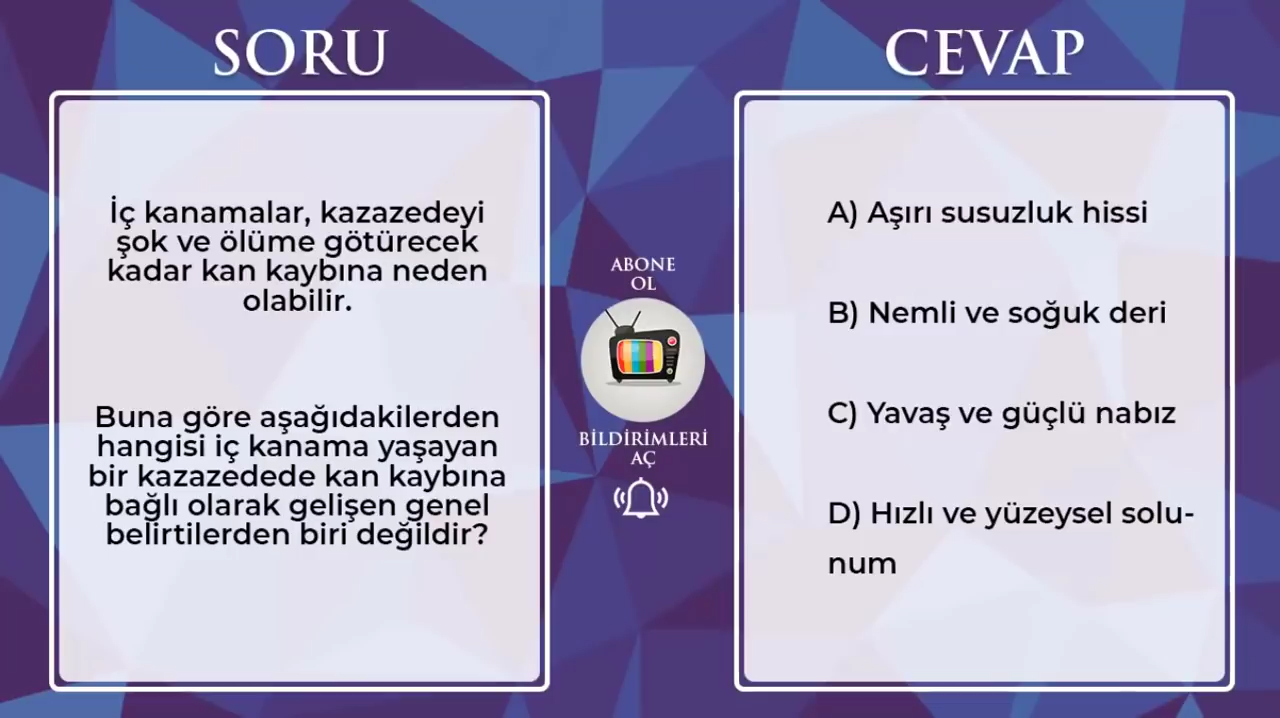 SORU
İç kanamalar, kazazedeyi
şok ve ölüme götürecek
kadar kan kaybına neden
olabilir.
Buna göre aşağıdakilerden
hangisi iç kanama yaşayan
bir kazazedede kan kaybına
bağlı olarak gelişen genel
belirtilerden biri değildir?
ABONE
OL
BİLDİRİMLERİ
AÇ
CEVAP
A) Aşırı susuzluk hissi
B) Nemli ve soğuk deri
C) Yavaş ve güçlü nabız
D) Hızlı ve yüzeysel solu-
num